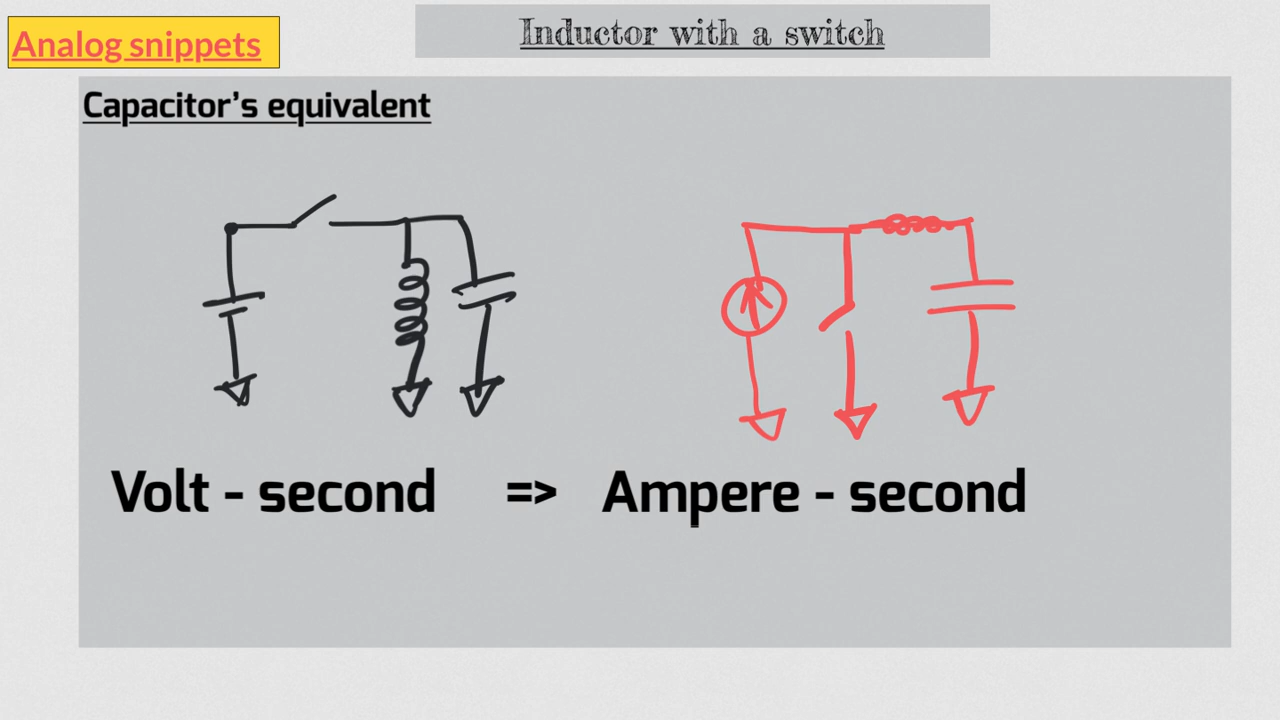 Analog snippets
Inductor with a switch
Capacitor’s equivalent
Volt - second => Ampere - second